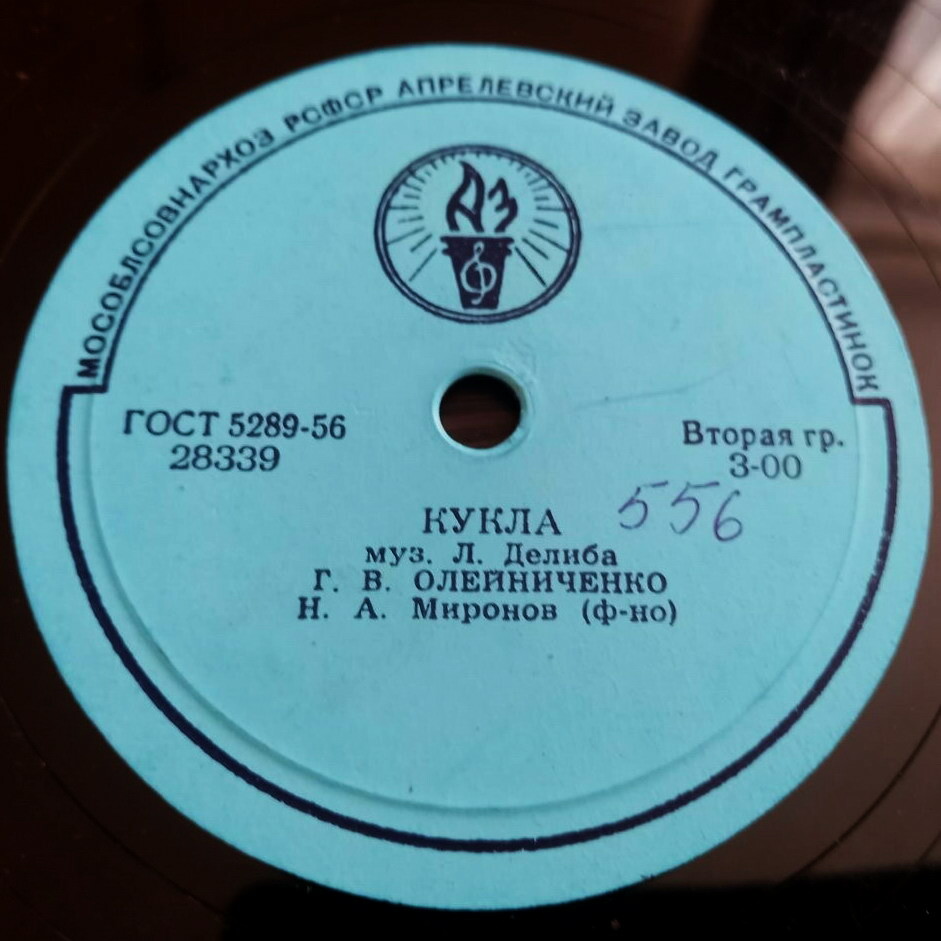 МОСОБЛСОВНАРХОЗ РСФСР АПРЕЛЕВСКИЙ ЗАВОД ГРАМПЛАСТИНОК
АЗ
ГОСТ 5289-56
28339
Вторая гр.
3-00
556
КУКЛА
муз. Л. Делиба
Г. В. ОЛЕЙНИЧЕНКО
Н. А. Миронов (ф-но)